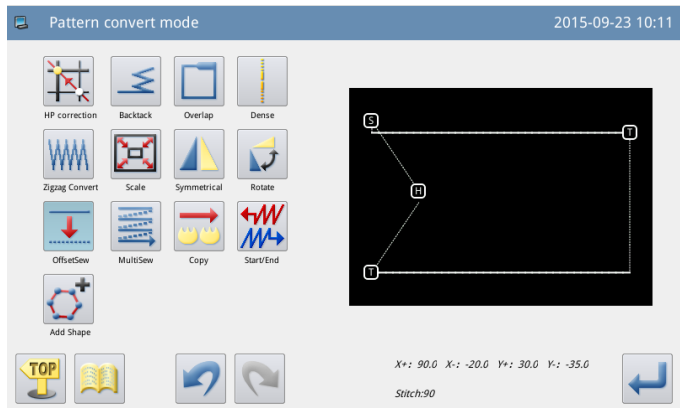 Pattern convert mode 2015-09-23 10:11
HP correction Backtack Overlap Dense
Zigzag Convert Scale Symmetrical Rotate
OffsetSew MultiSew Copy Start/End
Add Shape
S
T
H
T
TOP
X+: 90.0 X-: -20.0 Y+: 30.0 Y-: -35.0
Stitch:90